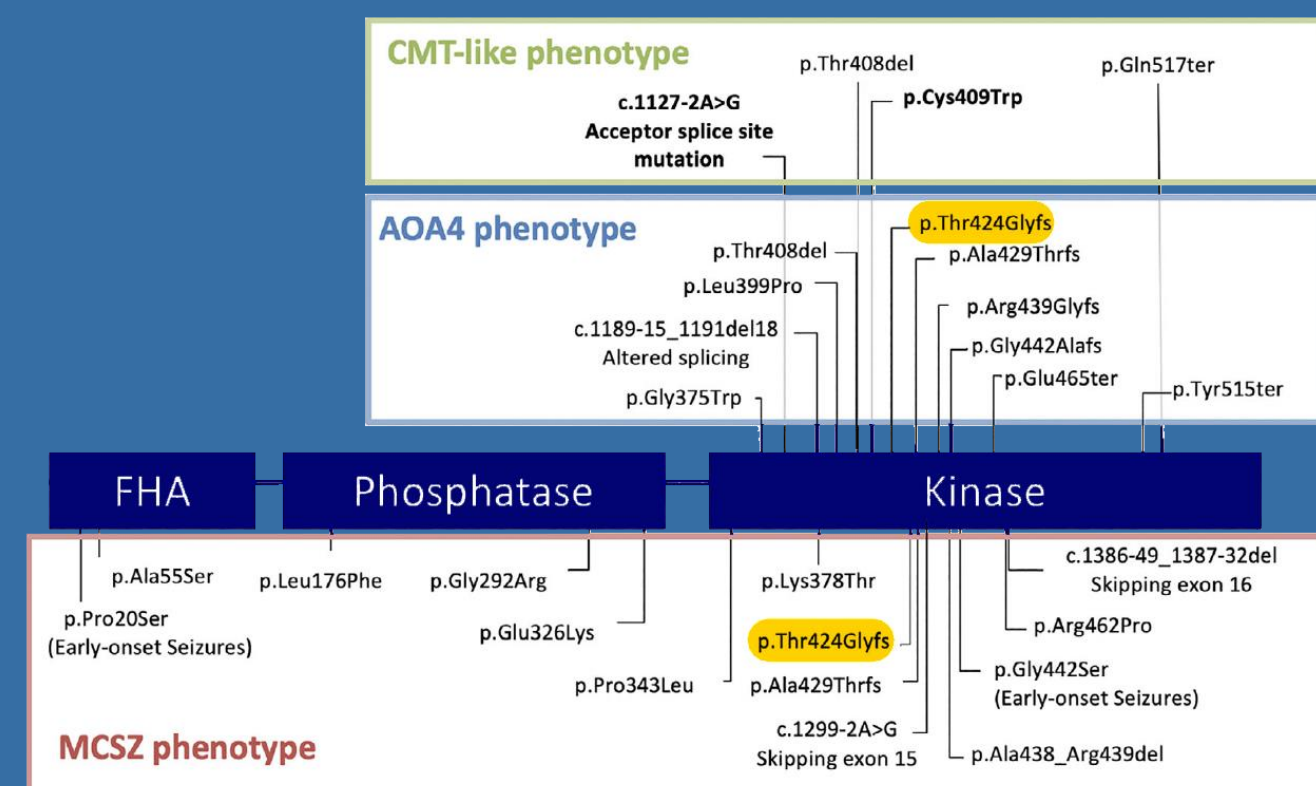 CMT-like phenotype
p.Thr408del
p.Gln517ter
c.1127-2A>G
Acceptor splice site
mutation
p.Cys409Trp
AOA4 phenotype
p.Thr424Glyfs
p.Thr408del
p.Ala429Thrfs
p.Leu399Pro
p.Arg439Glyfs
c.1189-15_1191del18
Altered splicing
p.Gly442Alafs
p.Glu465ter
p.Gly375Trp
p.Tyr515ter
FHA
Phosphatase
Kinase
p.Ala55Ser
p.Leu176Phe
p.Gly292Arg
p.Lys378Thr
c.1386-49_1387-32del
Skipping exon 16
p.Pro20Ser
(Early-onset Seizures)
p.Glu326Lys
p.Thr424Glyfs
p.Arg462Pro
p.Pro343Leu
p.Ala429Thrfs
p.Gly442Ser
(Early-onset Seizures)
c.1299-2A>G
Skipping exon 15
p.Ala438_Arg439del
MCSZ phenotype